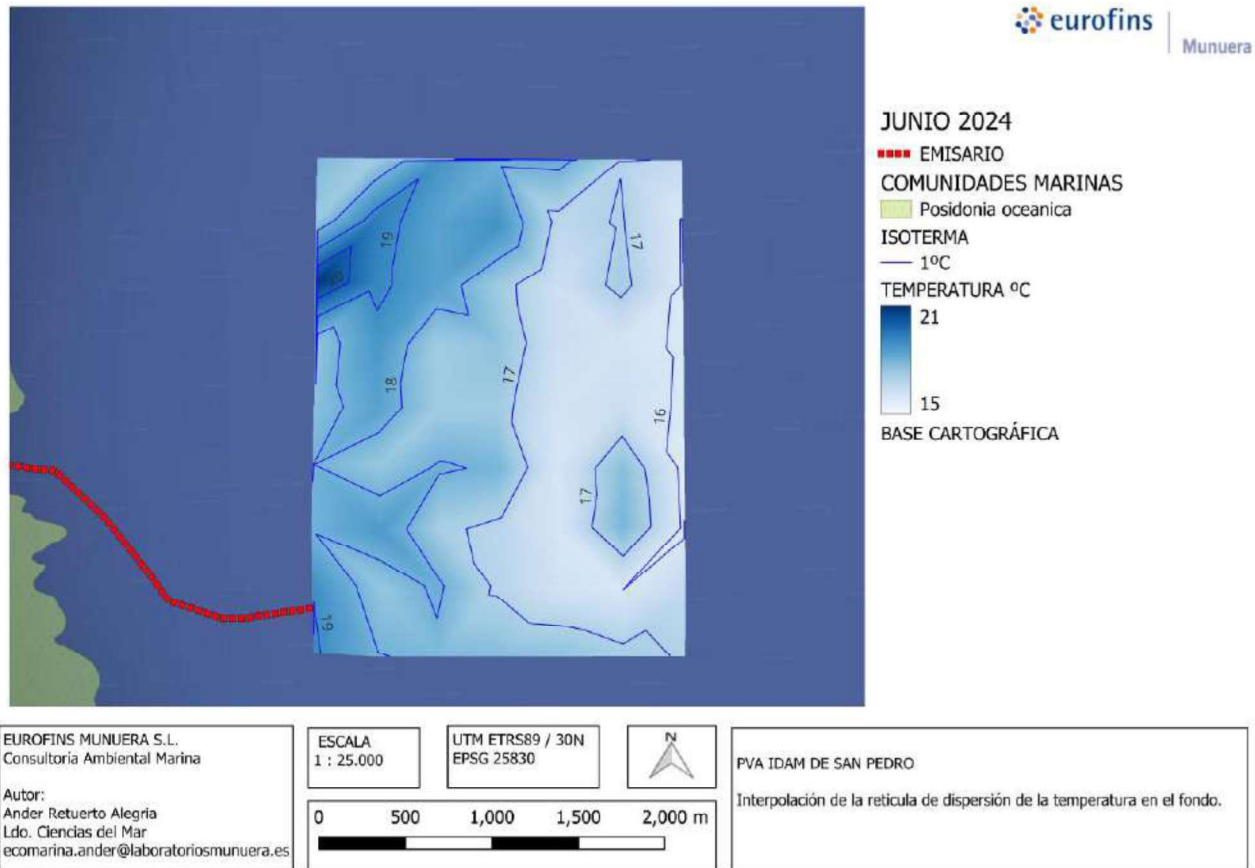 eurofins
Munuera
JUNIO 2024
EMISARIO
COMUNIDADES MARINAS
Posidonia oceanica
ISOTERMA
1ºC
TEMPERATURA ºC
21
15
BASE CARTOGRÁFICA
19
17
20
18
17
16
17
19
EUROFINS MUNUERA S.L.
Consultoría Ambiental Marina
Autor:
Ander Retuerto Alegria
Ldo. Ciencias del Mar
ecomarina.ander@laboratoriosmunuera.es
ESCALA
1 : 25.000
UTM ETRS89 / 30N
EPSG 25830
N
0 500 1,000 1,500 2,000 m
PVA IDAM DE SAN PEDRO
Interpolación de la retícula de dispersión de la temperatura en el fondo.